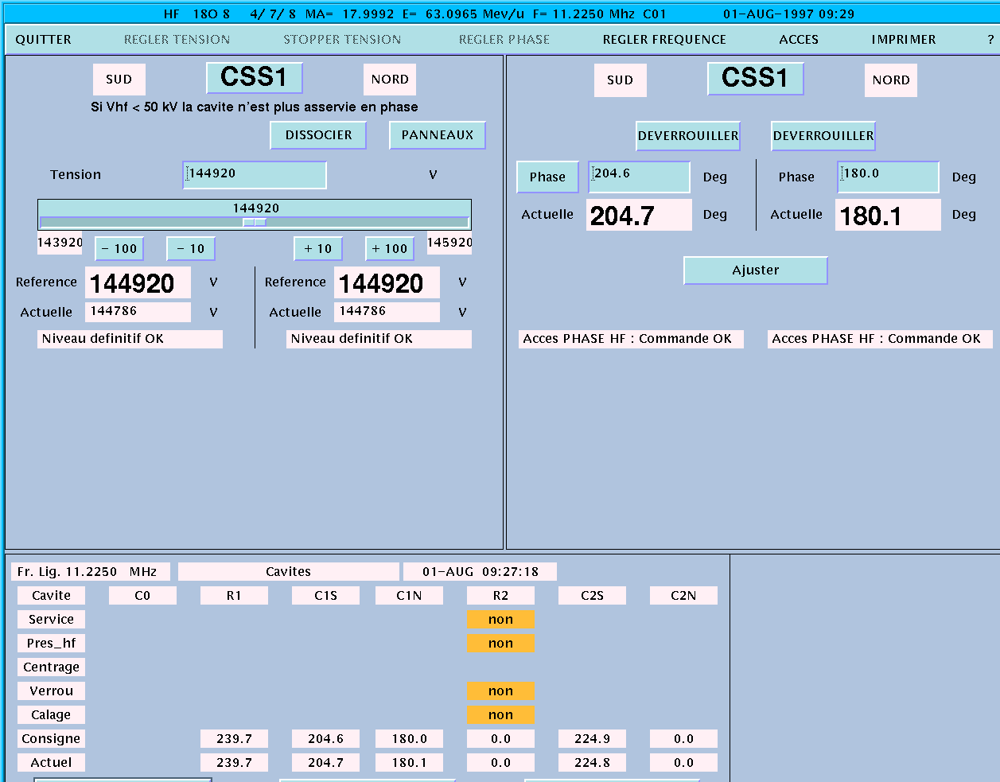 HF 18O 8 4/ 7/ 8 MA= 17.9992 E= 63.0965 Mev/u F= 11.2250 Mhz C01 01-AUG-1997 09:29
QUITTER REGLER TENSION STOPPER TENSION REGLER PHASE REGLER FREQUENCE ACCES IMPRIMER ?
SUD CSS1 NORD
Si Vhf < 50 kV la cavite n'est plus asservie en phase
DISSOCIER PANNEAUX
Tension 144920 V
144920
143920 - 100 - 10 + 10 + 100 145920
Reference 144920 V Reference 144920 V
Actuelle 144786 V Actuelle 144786 V
Niveau definitif OK Niveau definitif OK
SUD CSS1 NORD
DEVERROUILLER DEVERROUILLER
Phase 204.6 Deg Phase 180.0 Deg
Actuelle 204.7 Deg Actuelle 180.1 Deg
Ajuster
Acces PHASE HF : Commande OK Acces PHASE HF : Commande OK
Fr. Lig. 11.2250 MHz Cavites 01-AUG 09:27:18
Cavite C0 R1 C1S C1N R2 C2S C2N
Service non
Pres_hf non
Centrage
Verrou non
Calage non
Consigne 239.7 204.6 180.0 0.0 224.9 0.0
Actuel 239.7 204.7 180.1 0.0 224.8 0.0